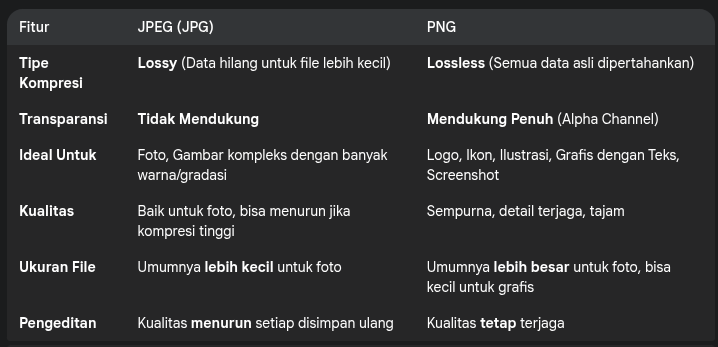 Fitur JPEG (JPG) PNG
Tipe Kompresi Lossy (Data hilang untuk file lebih kecil) Lossless (Semua data asli dipertahankan)
Transparansi Tidak Mendukung Mendukung Penuh (Alpha Channel)
Ideal Untuk Foto, Gambar kompleks dengan banyak warna/gradasi Logo, Ikon, Ilustrasi, Grafis dengan Teks, Screenshot
Kualitas Baik untuk foto, bisa menurun jika kompresi tinggi Sempurna, detail terjaga, tajam
Ukuran File Umumnya lebih kecil untuk foto Umumnya lebih besar untuk foto, bisa kecil untuk grafis
Pengeditan Kualitas menurun setiap disimpan ulang Kualitas tetap terjaga